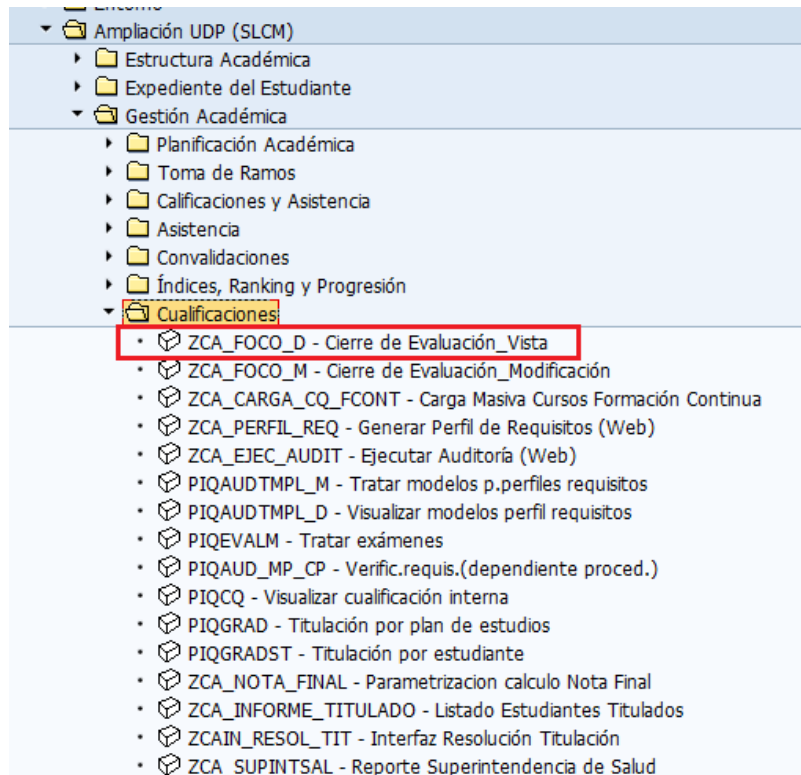 Entorno
Ampliación UDP (SLCM)
Estructura Académica
Expediente del Estudiante
Gestión Académica
Planificación Académica
Toma de Ramos
Calificaciones y Asistencia
Asistencia
Convalidaciones
Índices, Ranking y Progresión
Cualificaciones
ZCA_FOCO_D - Cierre de Evaluación_Vista
ZCA_FOCO_M - Cierre de Evaluación_Modificación
ZCA_CARGA_CQ_FCONT - Carga Masiva Cursos Formación Continua
ZCA_PERFIL_REQ - Generar Perfil de Requisitos (Web)
ZCA_EJEC_AUDIT - Ejecutar Auditoría (Web)
PIQAUDTMPL_M - Tratar modelos p.perfiles requisitos
PIQAUDTMPL_D - Visualizar modelos perfil requisitos
PIQEVALM - Tratar exámenes
PIQAUD_MP_CP - Verific.requis.(dependiente proced.)
PIQCQ - Visualizar cualificación interna
PIQGRAD - Titulación por plan de estudios
PIQGRADST - Titulación por estudiante
ZCA_NOTA_FINAL - Parametrizacion calculo Nota Final
ZCA_INFORME_TITULADO - Listado Estudiantes Titulados
ZCAIN_RESOL_TIT - Interfaz Resolución Titulación
ZCA_SUPINTSAL - Reporte Superintendencia de Salud